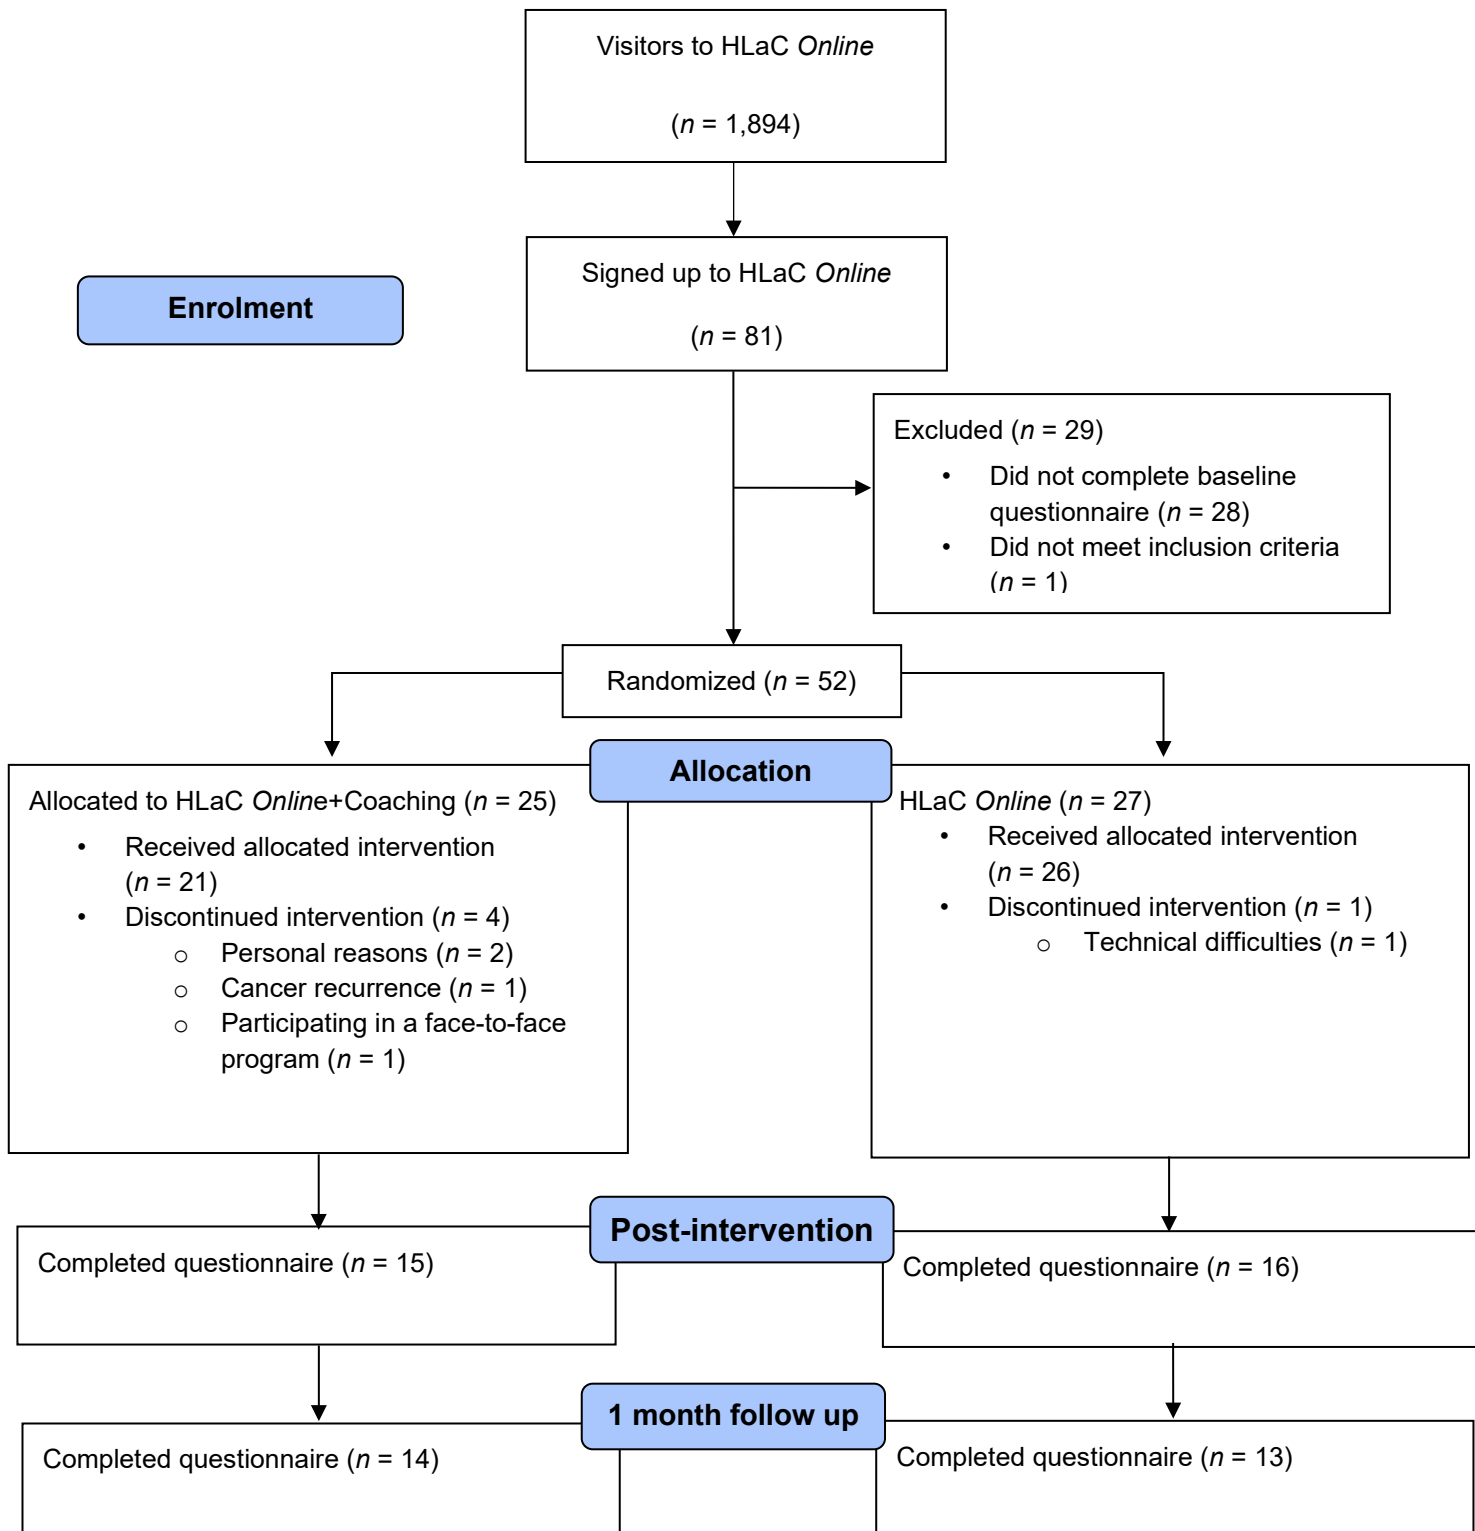 Visitors to HLaC Online
(n = 1,894)
Signed up to HLaC Online
(n = 81)
Enrolment
Excluded (n = 29)
• Did not complete baseline
questionnaire (n = 28)
• Did not meet inclusion criteria
(n = 1)
Randomized (n = 52)
Allocation
Allocated to HLaC Online+Coaching (n = 25)
• Received allocated intervention
(n = 21)
• Discontinued intervention (n = 4)
o Personal reasons (n = 2)
o Cancer recurrence (n = 1)
o Participating in a face-to-face
program (n = 1)
HLaC Online (n = 27)
• Received allocated intervention
(n = 26)
• Discontinued intervention (n = 1)
o Technical difficulties (n = 1)
Post-intervention
Completed questionnaire (n = 15)
Completed questionnaire (n = 16)
1 month follow up
Completed questionnaire (n = 14)
Completed questionnaire (n = 13)